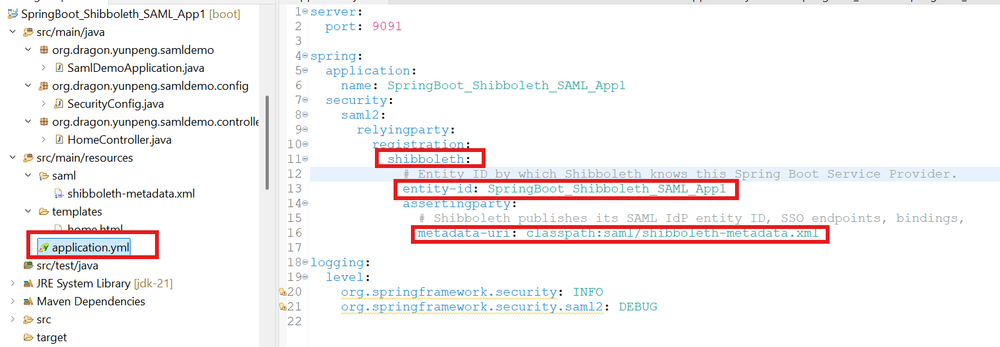 SpringBoot_Shibboleth_SAML_App1 [boot]
src/main/java
org.dragon.yunpeng.samldemo
SamlDemoApplication.java
org.dragon.yunpeng.samldemo.config
SecurityConfig.java
org.dragon.yunpeng.samldemo.controlle
HomeController.java
src/main/resources
saml
shibboleth-metadata.xml
templates
home.html
application.yml
src/test/java
JRE System Library [jdk-21]
Maven Dependencies
src
target
1 server:
2 port: 9091
3
4 spring:
5 application:
6 name: SpringBoot_Shibboleth_SAML_App1
7 security:
8 saml2:
9 relyingparty:
10 registration:
11 shibboleth:
12 # Entity ID by which Shibboleth knows this Spring Boot Service Provider.
13 entity-id: SpringBoot_Shibboleth_SAML_App1
14 assertingparty:
15 # Shibboleth publishes its SAML IdP entity ID, SSO endpoints, bindings,
16 metadata-uri: classpath:saml/shibboleth-metadata.xml
17
18 logging:
19 level:
20 org.springframework.security: INFO
21 org.springframework.security.saml2: DEBUG
22